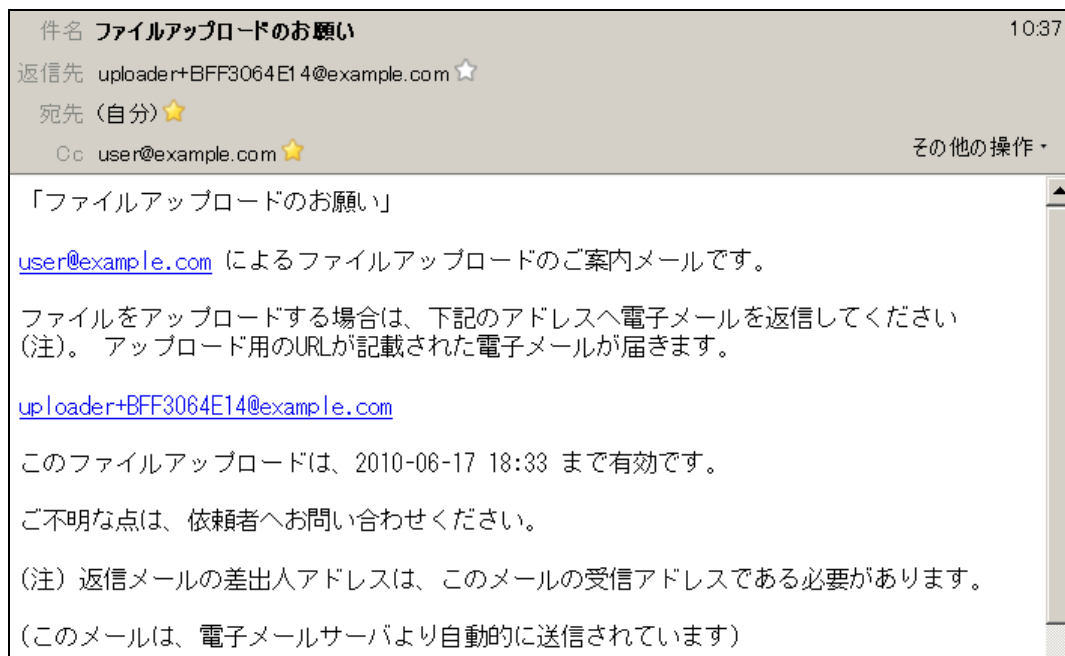 件名 ファイルアップロードのお願い 10:37
返信先 uploader+BFF3064E14@example.com
宛先 (自分)
Cc user@example.com その他の操作・
「ファイルアップロードのお願い」
user@example.com によるファイルアップロードのご案内メールです。
ファイルをアップロードする場合は、下記のアドレスへ電子メールを返信してください
(注)。 アップロード用のURLが記載された電子メールが届きます。
uploader+BFF3064E14@example.com
このファイルアップロードは、2010-06-17 18:33 まで有効です。
ご不明な点は、依頼者へお問い合わせください。
(注) 返信メールの差出人アドレスは、このメールの受信アドレスである必要があります。
(このメールは、電子メールサーバより自動的に送信されています)